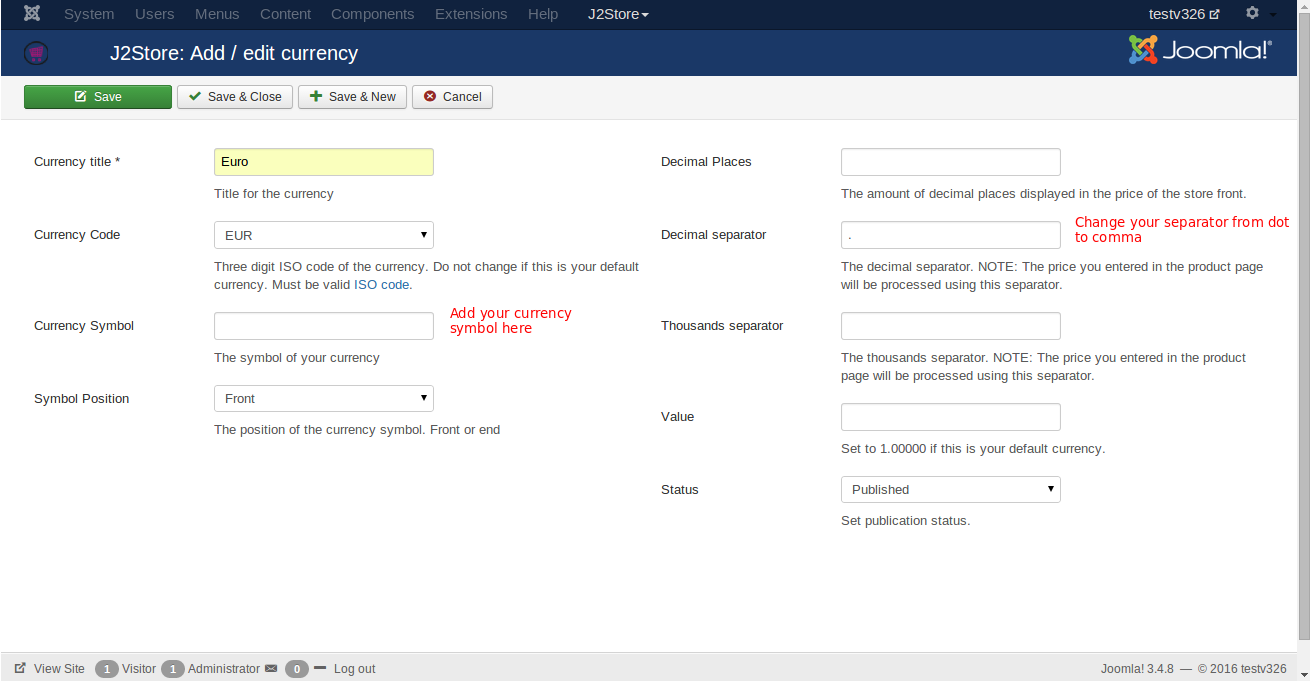 System Users Menus Content Components Extensions Help J2Store testv326
J2Store: Add / edit currency Joomla!®
Save Save & Close Save & New Cancel
Currency title * Euro
Title for the currency
Currency Code EUR
Three digit ISO code of the currency. Do not change if this is your default
currency. Must be valid ISO code.
Currency Symbol
Add your currency
symbol here
The symbol of your currency
Symbol Position Front
The position of the currency symbol. Front or end
Decimal Places
The amount of decimal places displayed in the price of the store front.
Decimal separator .
Change your separator from dot
to comma
The decimal separator. NOTE: The price you entered in the product page
will be processed using this separator.
Thousands separator
The thousands separator. NOTE: The price you entered in the product
page will be processed using this separator.
Value
Set to 1.00000 if this is your default currency.
Status Published
Set publication status.
View Site 1 Visitor 1 Administrator 0 Log out Joomla! 3.4.8 — © 2016 testv326